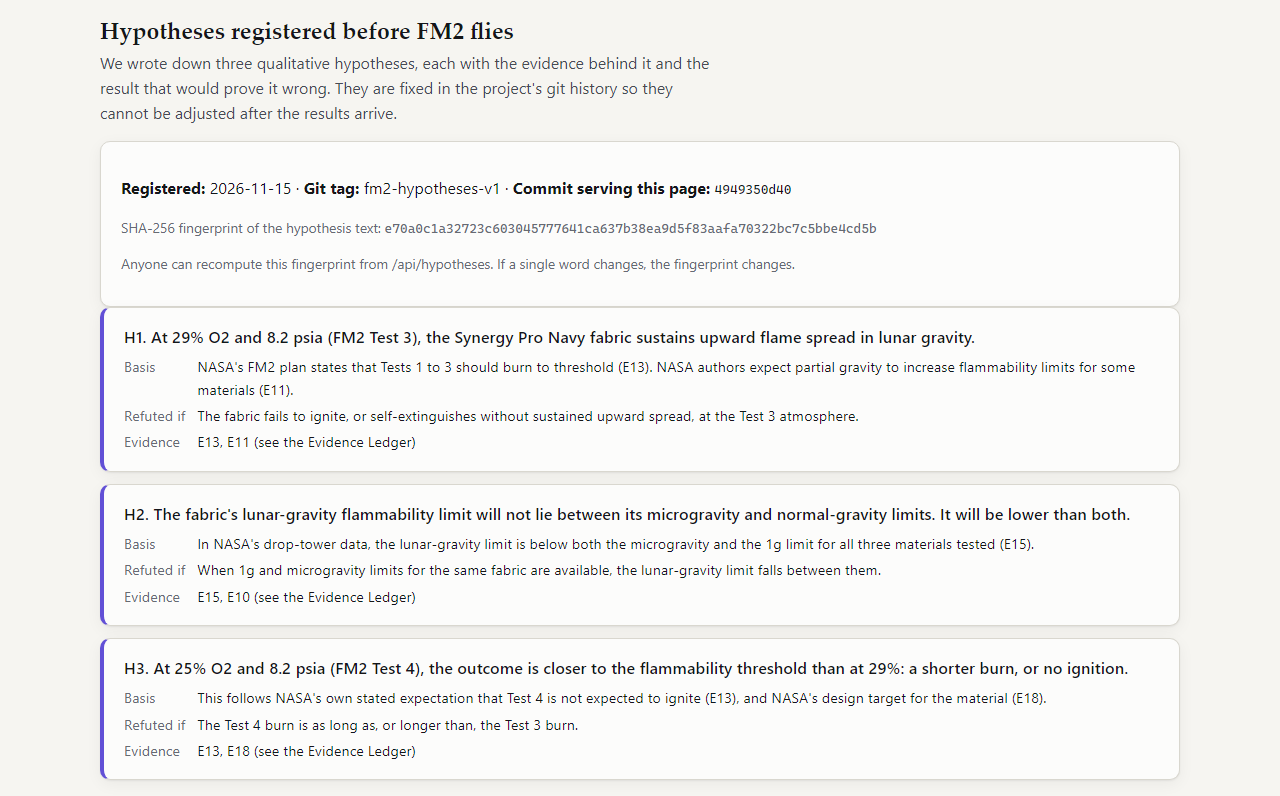 Hypotheses registered before FM2 flies
We wrote down three qualitative hypotheses, each with the evidence behind it and the
result that would prove it wrong. They are fixed in the project's git history so they
cannot be adjusted after the results arrive.
Registered: 2026-11-15 · Git tag: fm2-hypotheses-v1 · Commit serving this page: 4949350d40
SHA-256 fingerprint of the hypothesis text: e70a0c1a32723c603045777641ca637b38ea9d5f83aafa70322bc7c5bbe4cd5b
Anyone can recompute this fingerprint from /api/hypotheses. If a single word changes, the fingerprint changes.
H1. At 29% O2 and 8.2 psia (FM2 Test 3), the Synergy Pro Navy fabric sustains upward flame spread in lunar gravity.
Basis NASA's FM2 plan states that Tests 1 to 3 should burn to threshold (E13). NASA authors expect partial gravity to increase flammability limits for some
materials (E11).
Refuted if The fabric fails to ignite, or self-extinguishes without sustained upward spread, at the Test 3 atmosphere.
Evidence E13, E11 (see the Evidence Ledger)
H2. The fabric's lunar-gravity flammability limit will not lie between its microgravity and normal-gravity limits. It will be lower than both.
Basis In NASA's drop-tower data, the lunar-gravity limit is below both the microgravity and the 1g limit for all three materials tested (E15).
Refuted if When 1g and microgravity limits for the same fabric are available, the lunar-gravity limit falls between them.
Evidence E15, E10 (see the Evidence Ledger)
H3. At 25% O2 and 8.2 psia (FM2 Test 4), the outcome is closer to the flammability threshold than at 29%: a shorter burn, or no ignition.
Basis This follows NASA's own stated expectation that Test 4 is not expected to ignite (E13), and NASA's design target for the material (E18).
Refuted if The Test 4 burn is as long as, or longer than, the Test 3 burn.
Evidence E13, E18 (see the Evidence Ledger)